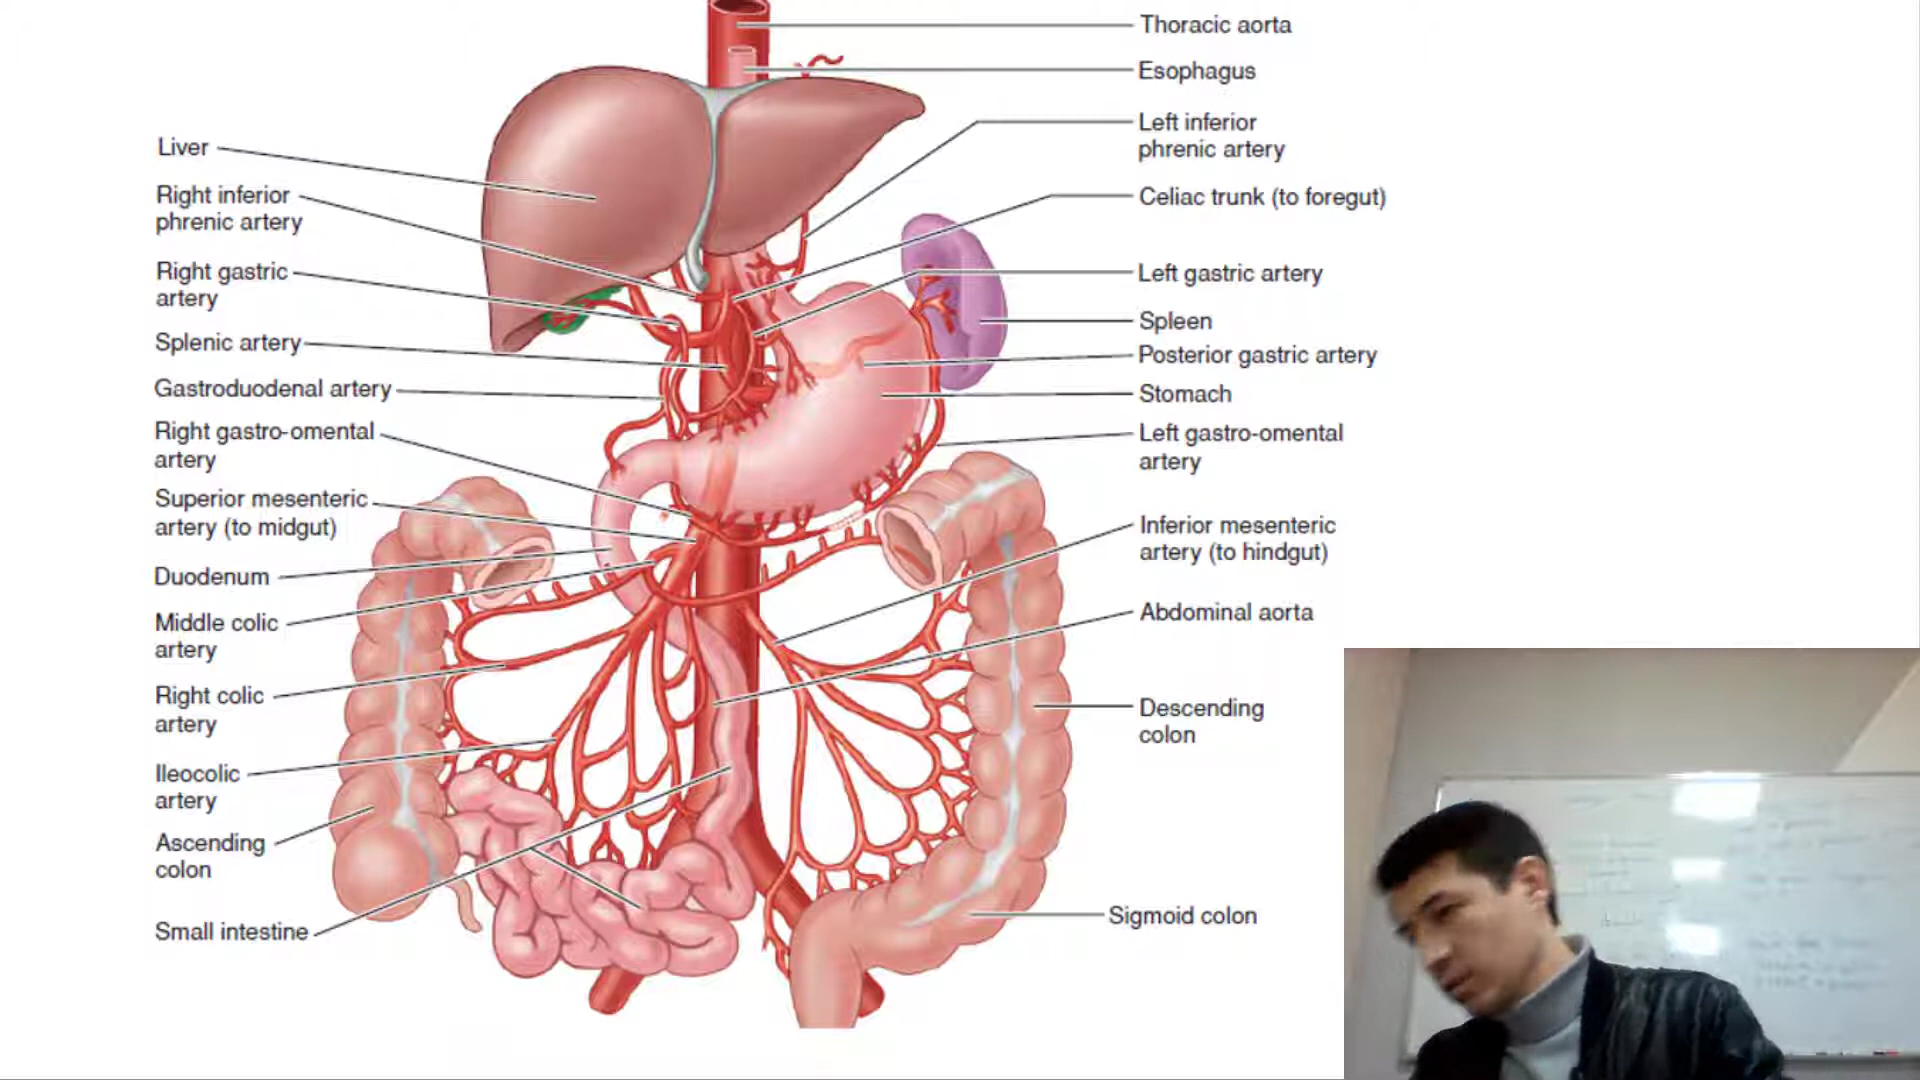 Thoracic aorta
Esophagus
Left inferior
phrenic artery
Celiac trunk (to foregut)
Left gastric artery
Spleen
Posterior gastric artery
Stomach
Left gastro-omental
artery
Inferior mesenteric
artery (to hindgut)
Abdominal aorta
Descending
colon
Sigmoid colon
Liver
Right inferior
phrenic artery
Right gastric
artery
Splenic artery
Gastroduodenal artery
Right gastro-omental
artery
Superior mesenteric
artery (to midgut)
Duodenum
Middle colic
artery
Right colic
artery
Ileocolic
artery
Ascending
colon
Small intestine